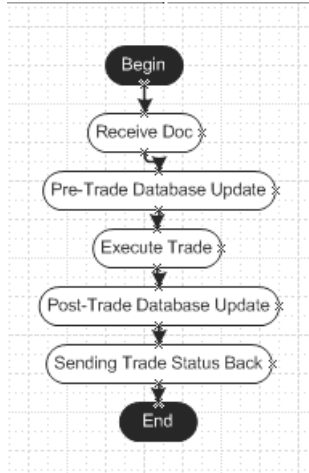 Begin
Receive Doc
Pre-Trade Database Update
Execute Trade
Post-Trade Database Update
Sending Trade Status Back
End